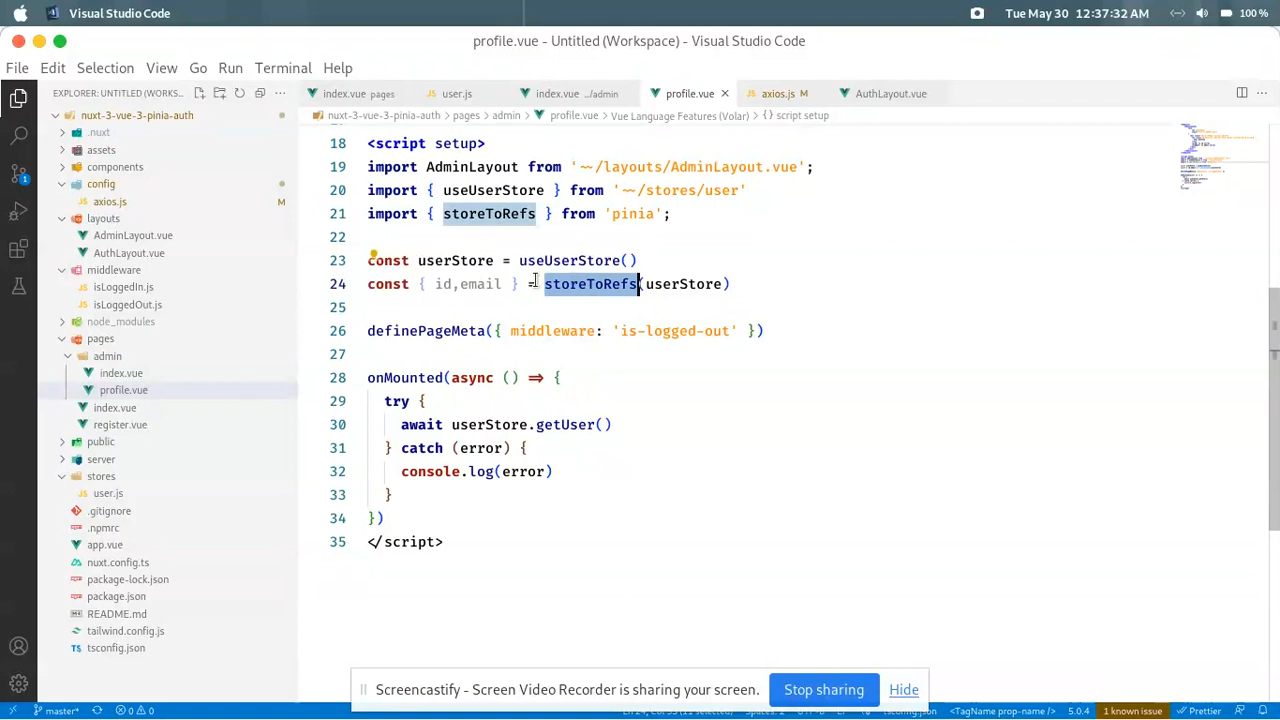 Visual Studio Code
Tue May 30 12:37:32 AM
100 %
profile.vue - Untitled (Workspace) - Visual Studio Code
File Edit Selection View Go Run Terminal Help
EXPLORER: UNTITLED (WORKS...
index.vue pages
user.js
index.vue .../admin
profile.vue
axios.js M
AuthLayout.vue
nuxt-3-vue-3-pinia-auth > pages > admin > profile.vue > Vue Language Features (Volar) > script setup
nuxt-3-vue-3-pinia-auth
.nuxt
assets
components
config
axios.js M
layouts
AdminLayout.vue
AuthLayout.vue
middleware
isLoggedIn.js
isLoggedOut.js
node_modules
pages
admin
index.vue
profile.vue
index.vue
register.vue
public
server
stores
user.js
.gitignore
.npmrc
app.vue
nuxt.config.ts
package-lock.json
package.json
README.md
tailwind.config.js
TS tsconfig.json
18 <script setup>
19 import AdminLayout from '~~/layouts/AdminLayout.vue';
20 import { useUserStore } from '~~/stores/user'
21 import { storeToRefs } from 'pinia';
22
23 const userStore = useUserStore()
24 const { id,email } = storeToRefs(userStore)
25
26 definePageMeta({ middleware: 'is-logged-out' })
27
28 onMounted(async () => {
29 try {
30 await userStore.getUser()
31 } catch (error) {
32 console.log(error)
33 }
34 })
35 </script>
Screencastify - Screen Video Recorder is sharing your screen.
Stop sharing
Hide
master*
0 0
<TagName prop-name />
5.0.4
1 known issue
Prettier